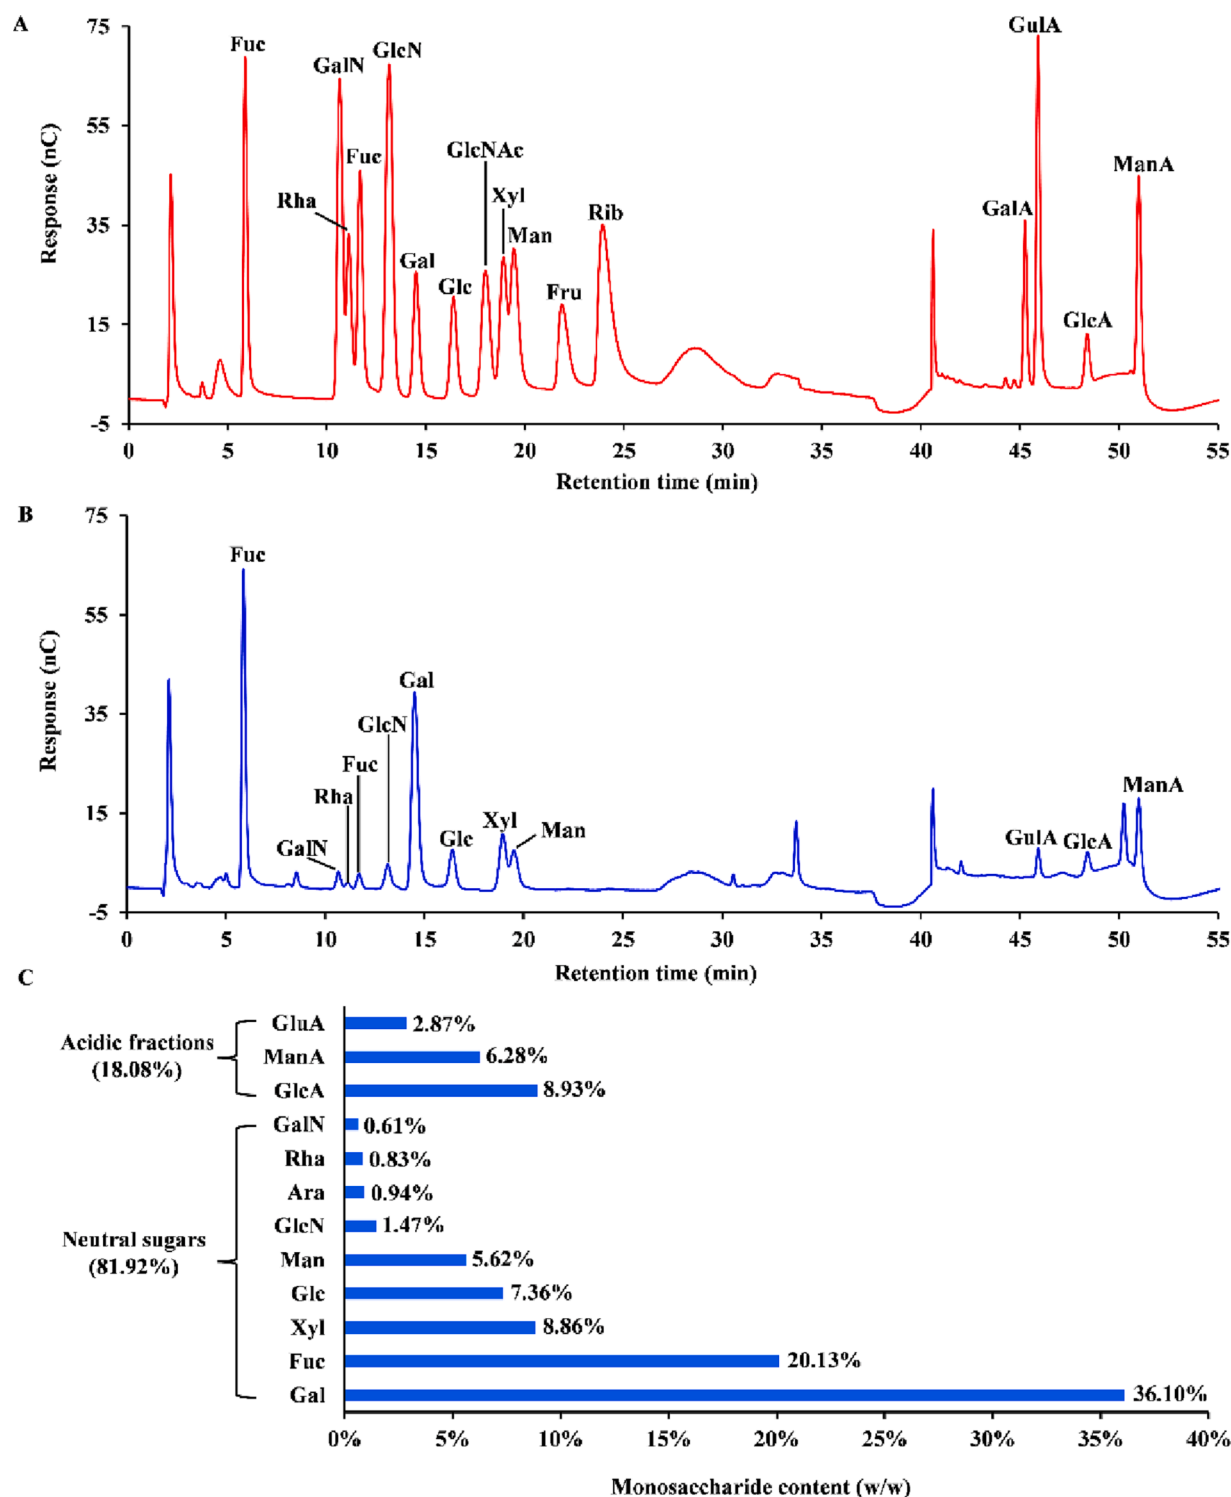 A
75
55
35
15
-5
Response (nC)
Fuc
GalN
Rha
Fuc
GlcN
Gal
Glc
GlcNAc
Xyl
Man
Fru
Rib
GalA
GulA
GlcA
ManA
0 5 10 15 20 25 30 35 40 45 50 55
Retention time (min)
B
75
55
35
15
-5
Response (nC)
Fuc
GalN
Rha
Fuc
GlcN
Gal
Glc
Xyl
Man
GulA
GlcA
ManA
0 5 10 15 20 25 30 35 40 45 50 55
Retention time (min)
C
Acidic fractions
(18.08%)
GluA 2.87%
ManA 6.28%
GlcA 8.93%
Neutral sugars
(81.92%)
GalN 0.61%
Rha 0.83%
Ara 0.94%
GlcN 1.47%
Man 5.62%
Glc 7.36%
Xyl 8.86%
Fuc 20.13%
Gal 36.10%
0% 5% 10% 15% 20% 25% 30% 35% 40%
Monosaccharide content (w/w)